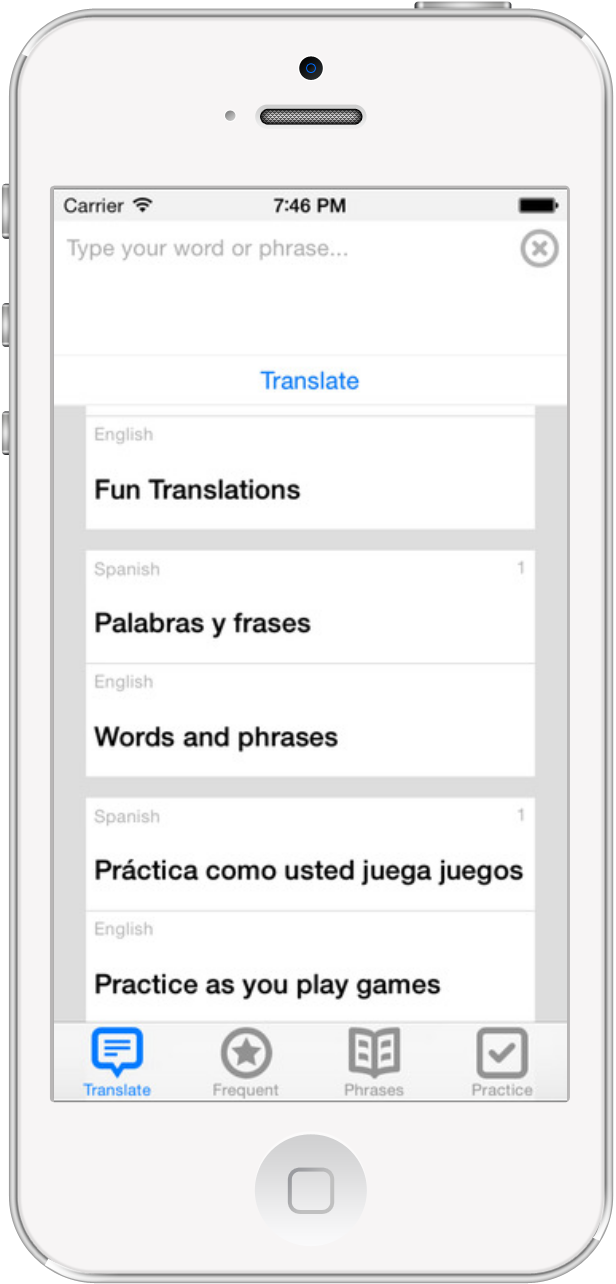 Carrier 7:46 PM
Type your word or phrase...
Translate
English
Fun Translations
Spanish 1
Palabras y frases
English
Words and phrases
Spanish 1
Práctica como usted juega juegos
English
Practice as you play games
Translate Frequent Phrases Practice